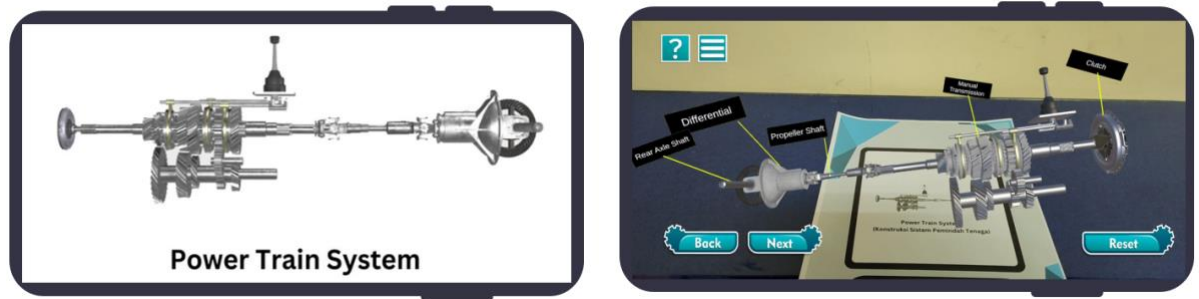 Power Train System
?
Clutch
Manual
Transmission
Differential
Propeller Shaft
Rear Axle Shaft
Power Train System
(Konstruksi Sistem Pemindah Tenaga)
Back
Next
Reset